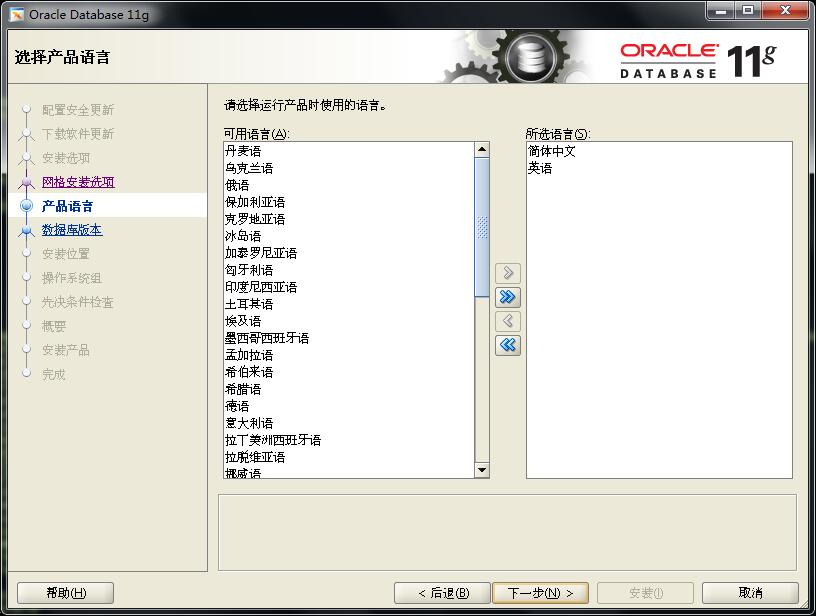 Oracle Database 11g
选择产品语言
ORACLE
DATABASE
11g
配置安全更新
下载软件更新
安装选项
网格安装选项
产品语言
数据库版本
安装位置
操作系统组
先决条件检查
概要
安装产品
完成
请选择运行产品时使用的语言。
可用语言(A):
丹麦语
乌克兰语
俄语
保加利亚语
克罗地亚语
冰岛语
加泰罗尼亚语
匈牙利语
印度尼西亚语
土耳其语
埃及语
墨西哥西班牙语
孟加拉语
希伯来语
希腊语
德语
意大利语
拉丁美洲西班牙语
拉脱维亚语
挪威语
所选语言(S):
简体中文
英语
帮助(H)
< 后退(B)
下一步(N) >
安装(I)
取消